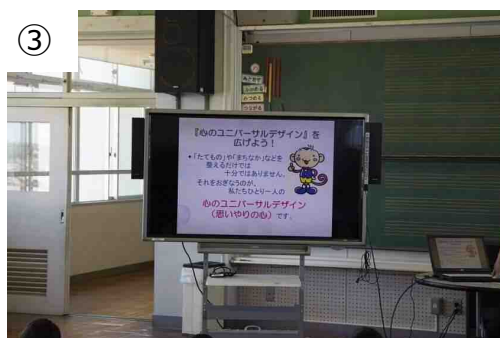 ③
『心のユニバーサルデザイン』を
広げよう！
•「たてもの」や「まちなか」などを
整えるだけでは
十分ではありません。
それをおぎなうのが、
私たちひとり一人の
心のユニバーサルデザイン
（思いやりの心）です。